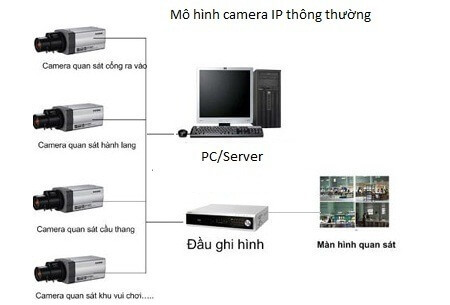 Mô hình camera IP thông thường
Camera quan sát cổng ra vào
Camera quan sát hành lang
PC/Server
Camera quan sát cầu thang
Đầu ghi hình
Màn hình quan sát
Camera quan sát khu vui chơi.....